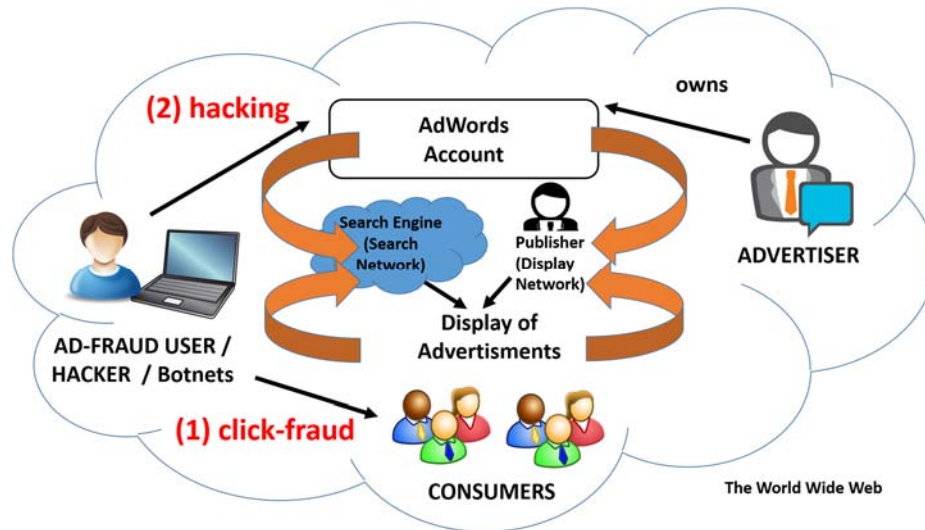 (2) hacking
owns
AdWords
Account
Search Engine
(Search
Network)
Publisher
(Display
Network)
ADVERTISER
Display of
Advertisments
AD-FRAUD USER /
HACKER / Botnets
(1) click-fraud
CONSUMERS
The World Wide Web